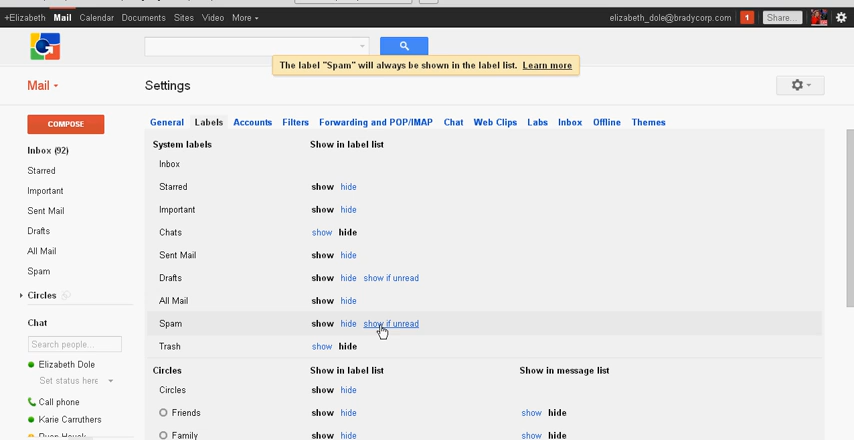 +Elizabeth Mail Calendar Documents Sites Video More elizabeth_dole@bradycorp.com 1 Share...
The label "Spam" will always be shown in the label list. Learn more
Mail Settings
General Labels Accounts Filters Forwarding and POP/IMAP Chat Web Clips Labs Inbox Offline Themes
COMPOSE
Inbox (92)
Starred
Important
Sent Mail
Drafts
All Mail
Spam
Circles
Chat
Search people...
Elizabeth Dole
Set status here
Call phone
Karie Carruthers
System labels Show in label list
Inbox
Starred show hide
Important show hide
Chats show hide
Sent Mail show hide
Drafts show hide show if unread
All Mail show hide
Spam show hide show if unread
Trash show hide
Circles Show in label list Show in message list
Circles show hide
Friends show hide show hide
Family show hide show hide